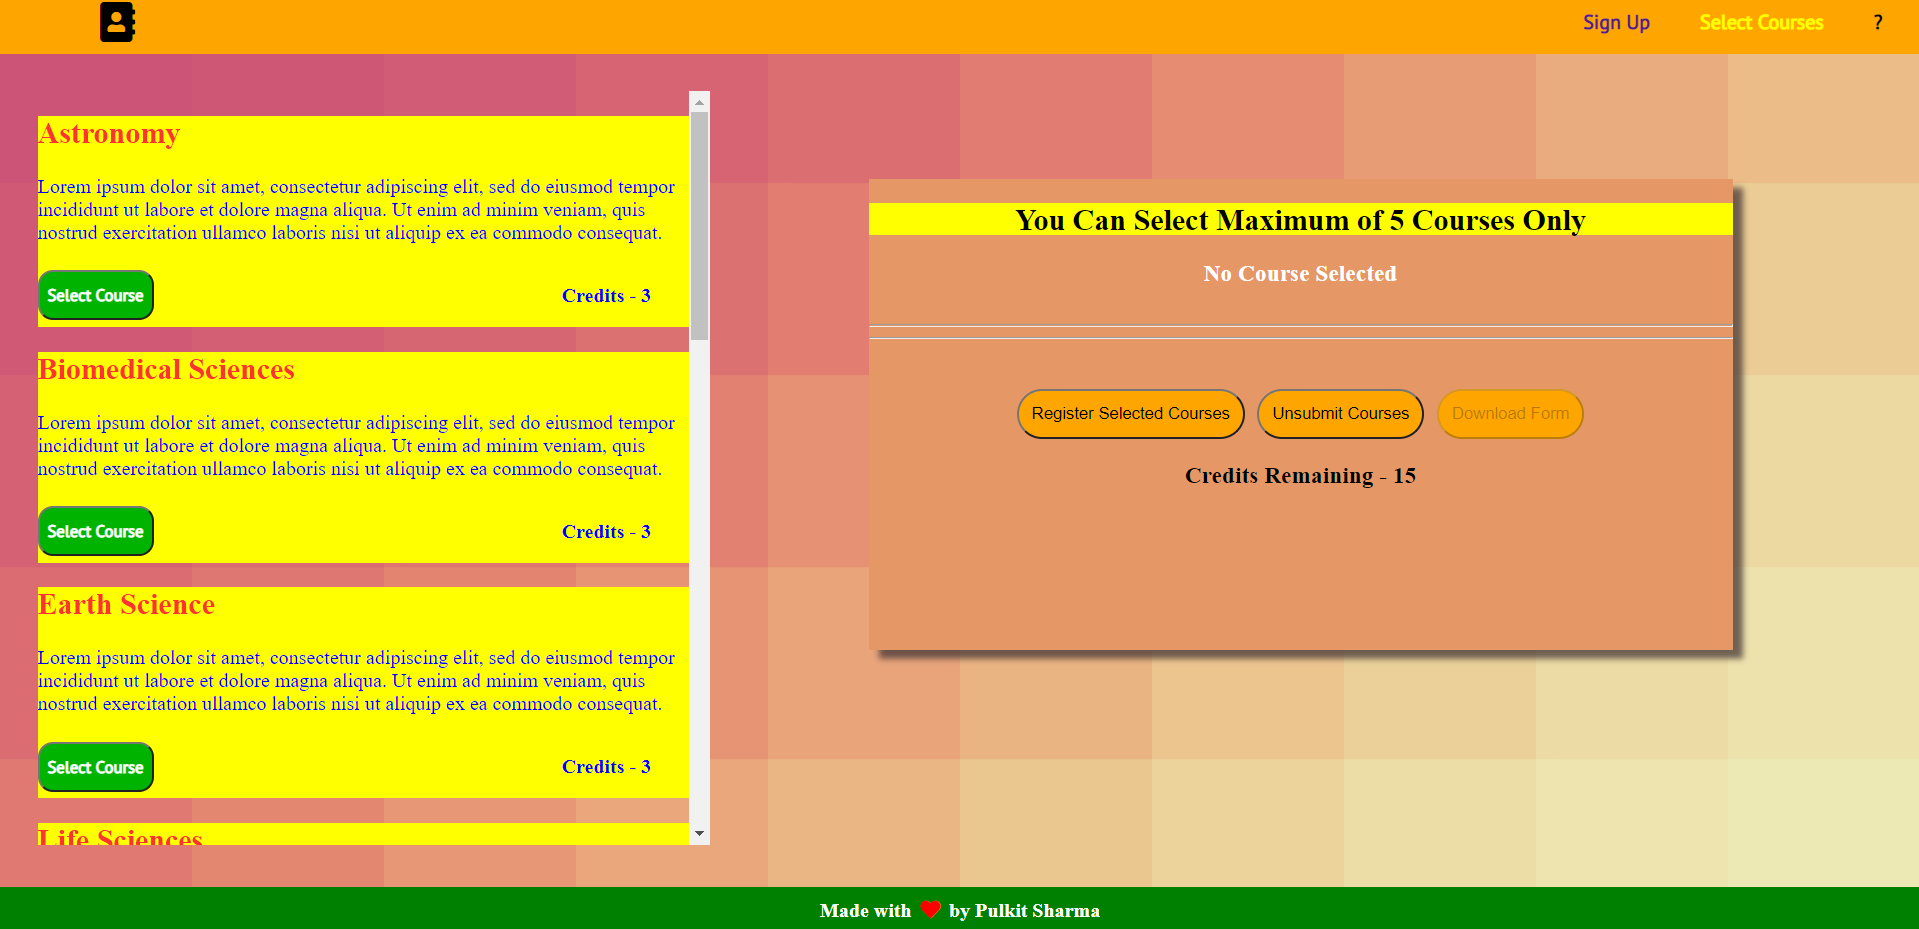 Sign Up
Select Courses
?
Astronomy
Lorem ipsum dolor sit amet, consectetur adipiscing elit, sed do eiusmod tempor
incididunt ut labore et dolore magna aliqua. Ut enim ad minim veniam, quis
nostrud exercitation ullamco laboris nisi ut aliquip ex ea commodo consequat.
Select Course
Credits - 3
Biomedical Sciences
Lorem ipsum dolor sit amet, consectetur adipiscing elit, sed do eiusmod tempor
incididunt ut labore et dolore magna aliqua. Ut enim ad minim veniam, quis
nostrud exercitation ullamco laboris nisi ut aliquip ex ea commodo consequat.
Select Course
Credits - 3
Earth Science
Lorem ipsum dolor sit amet, consectetur adipiscing elit, sed do eiusmod tempor
incididunt ut labore et dolore magna aliqua. Ut enim ad minim veniam, quis
nostrud exercitation ullamco laboris nisi ut aliquip ex ea commodo consequat.
Select Course
Credits - 3
Life Sciences
You Can Select Maximum of 5 Courses Only
No Course Selected
Register Selected Courses
Unsubmit Courses
Download Form
Credits Remaining - 15
Made with ❤ by Pulkit Sharma